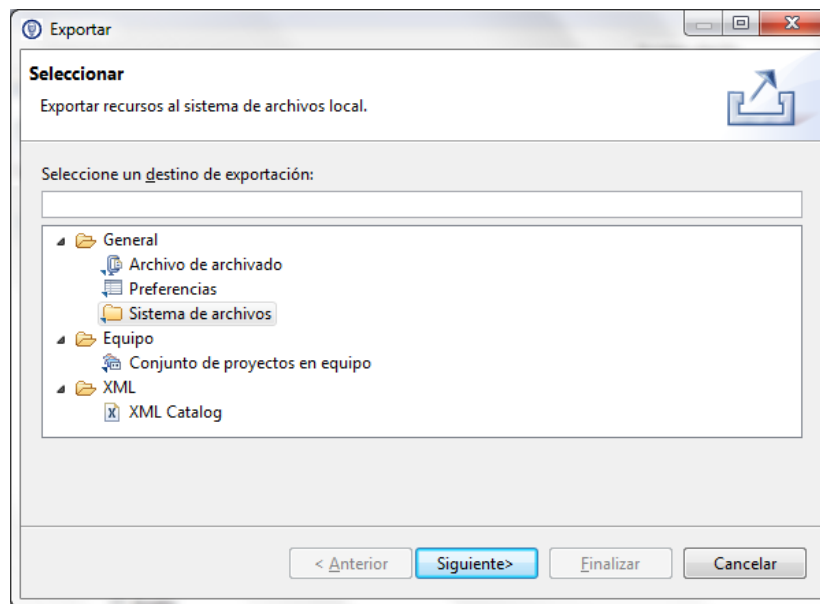 Exportar
Seleccionar
Exportar recursos al sistema de archivos local.
Seleccione un destino de exportación:
General
Archivo de archivado
Preferencias
Sistema de archivos
Equipo
Conjunto de proyectos en equipo
XML
XML Catalog
< Anterior Siguiente> Finalizar Cancelar